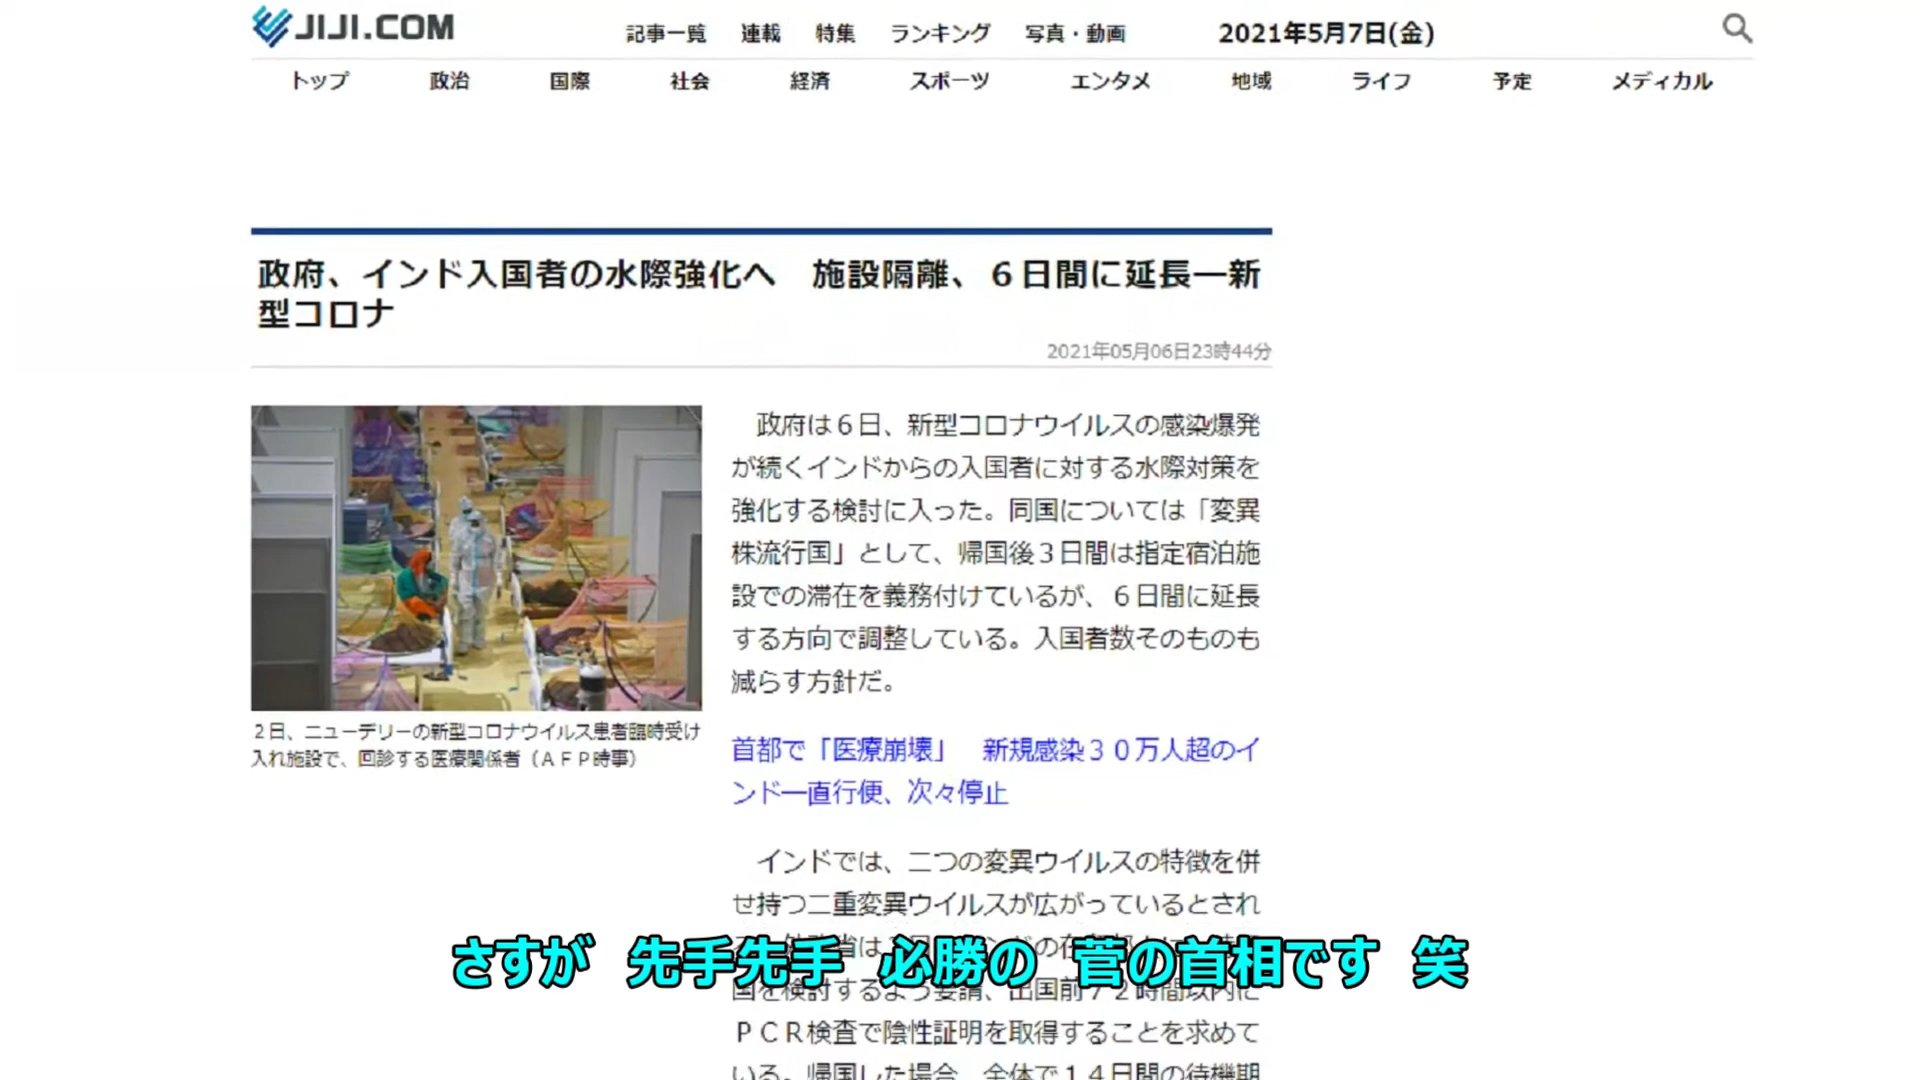 JIJI.COM
記事一覧 連載 特集 ランキング 写真・動画 2021年5月7日(金)
トップ 政治 国際 社会 経済 スポーツ エンタメ 地域 ライフ 予定 メディカル
政府、インド入国者の水際強化へ 施設隔離、６日間に延長―新
型コロナ
2021年05月06日23時44分
政府は６日、新型コロナウイルスの感染爆発
が続くインドからの入国者に対する水際対策を
強化する検討に入った。同国については「変異
株流行国」として、帰国後３日間は指定宿泊施
設での滞在を義務付けているが、６日間に延長
する方向で調整している。入国者数そのものも
減らす方針だ。
２日、ニューデリーの新型コロナウイルス患者臨時受け
入れ施設で、回診する医療関係者（ＡＦＰ時事）
首都で「医療崩壊」 新規感染３０万人超のイ
ンド―直行便、次々停止
インドでは、二つの変異ウイルスの特徴を併
せ持つ二重変異ウイルスが広がっているとされ
さすが 先手先手 必勝の 菅の首相です 笑
国を検討するよう要請、出国前７２時間以内に
ＰＣＲ検査で陰性証明を取得することを求めて
いる。帰国した場合、全体で１４日間の待機期